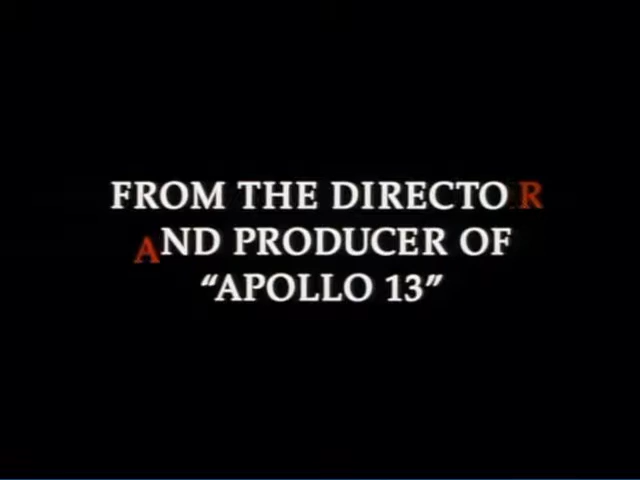 FROM THE DIRECTOR
AND PRODUCER OF
“APOLLO 13”